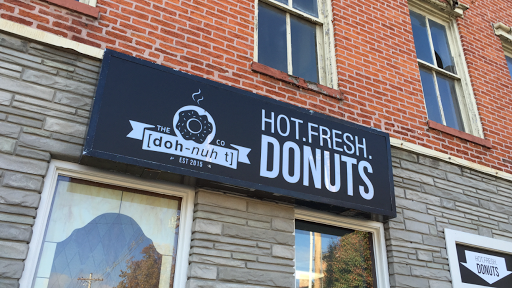 THE
[doh-nuh t]
CO
EST 2015
HOT.FRESH.
DONUTS
HOT.FRESH.
DONUTS